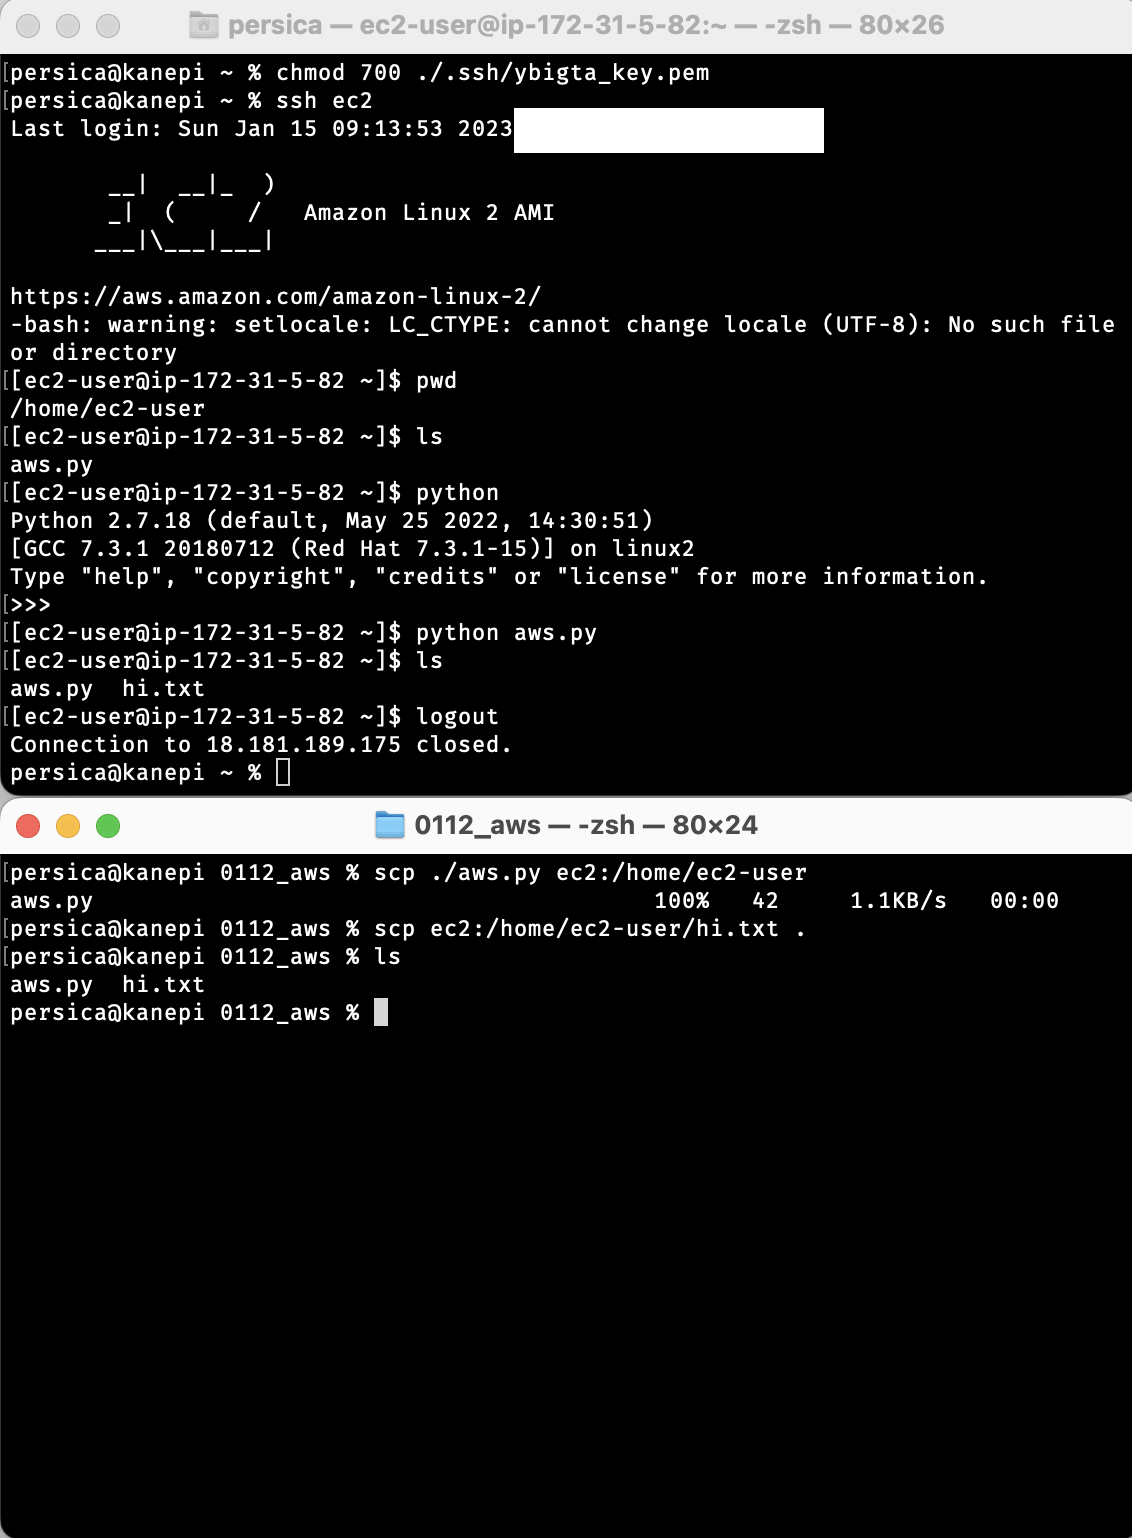 persica — ec2-user@ip-172-31-5-82:~ — -zsh — 80×26
[persica@kanepi ~ % chmod 700 ./.ssh/ybigta_key.pem
[persica@kanepi ~ % ssh ec2
Last login: Sun Jan 15 09:13:53 2023
       __|  __|_  )
       _|  (     /   Amazon Linux 2 AMI
      ___|\___|___|
https://aws.amazon.com/amazon-linux-2/
-bash: warning: setlocale: LC_CTYPE: cannot change locale (UTF-8): No such file
or directory
[[ec2-user@ip-172-31-5-82 ~]$ pwd
/home/ec2-user
[[ec2-user@ip-172-31-5-82 ~]$ ls
aws.py
[[ec2-user@ip-172-31-5-82 ~]$ python
Python 2.7.18 (default, May 25 2022, 14:30:51)
[GCC 7.3.1 20180712 (Red Hat 7.3.1-15)] on linux2
Type "help", "copyright", "credits" or "license" for more information.
[>>>
[[ec2-user@ip-172-31-5-82 ~]$ python aws.py
[[ec2-user@ip-172-31-5-82 ~]$ ls
aws.py  hi.txt
[[ec2-user@ip-172-31-5-82 ~]$ logout
Connection to 18.181.189.175 closed.
persica@kanepi ~ %
0112_aws — -zsh — 80×24
[persica@kanepi 0112_aws % scp ./aws.py ec2:/home/ec2-user
aws.py                                        100%   42     1.1KB/s   00:00
[persica@kanepi 0112_aws % scp ec2:/home/ec2-user/hi.txt .
[persica@kanepi 0112_aws % ls
aws.py  hi.txt
persica@kanepi 0112_aws %